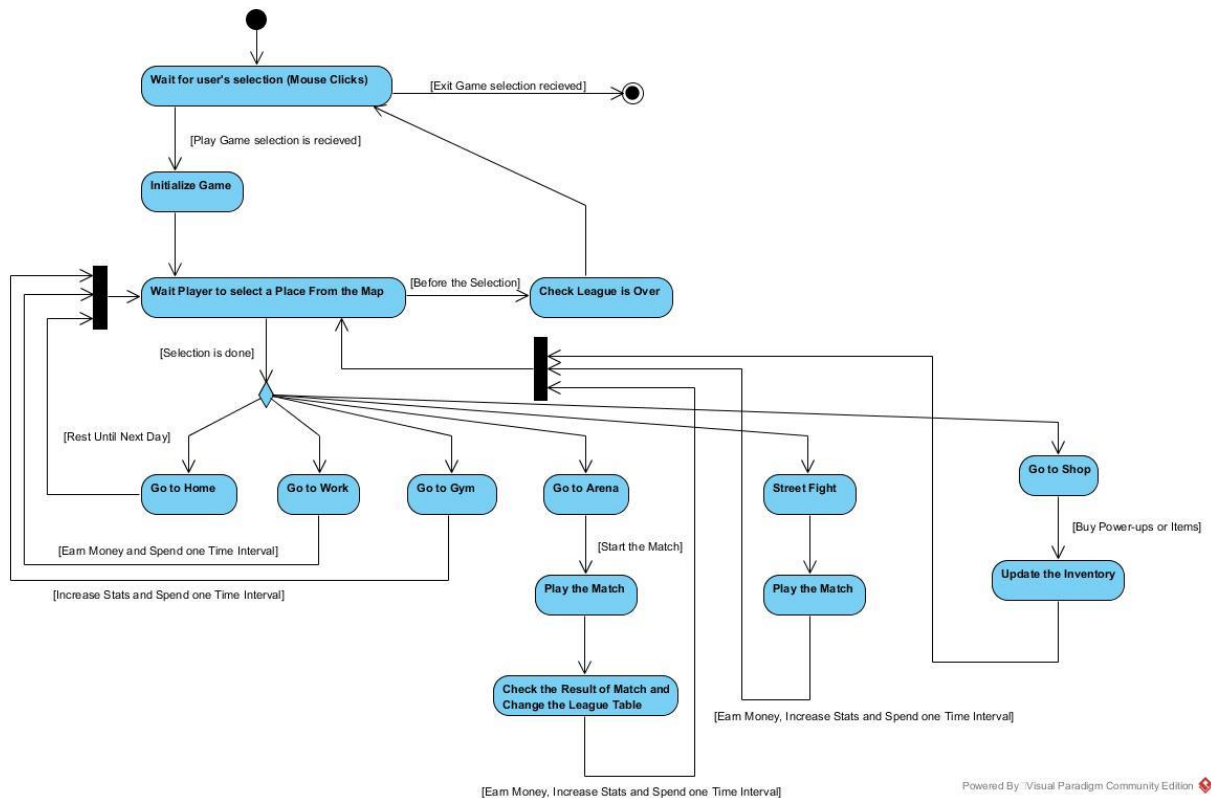 Wait for user's selection (Mouse Clicks)
[Exit Game selection recieved]
[Play Game selection is recieved]
Initialize Game
Wait Player to select a Place From the Map
[Before the Selection]
Check League is Over
[Selection is done]
[Rest Until Next Day]
Go to Home
Go to Work
Go to Gym
Go to Arena
Street Fight
Go to Shop
[Earn Money and Spend one Time Interval]
[Increase Stats and Spend one Time Interval]
[Start the Match]
[Buy Power-ups or Items]
Play the Match
Play the Match
Update the Inventory
Check the Result of Match and
Change the League Table
[Earn Money, Increase Stats and Spend one Time Interval]
[Earn Money, Increase Stats and Spend one Time Interval]
Powered By Visual Paradigm Community Edition